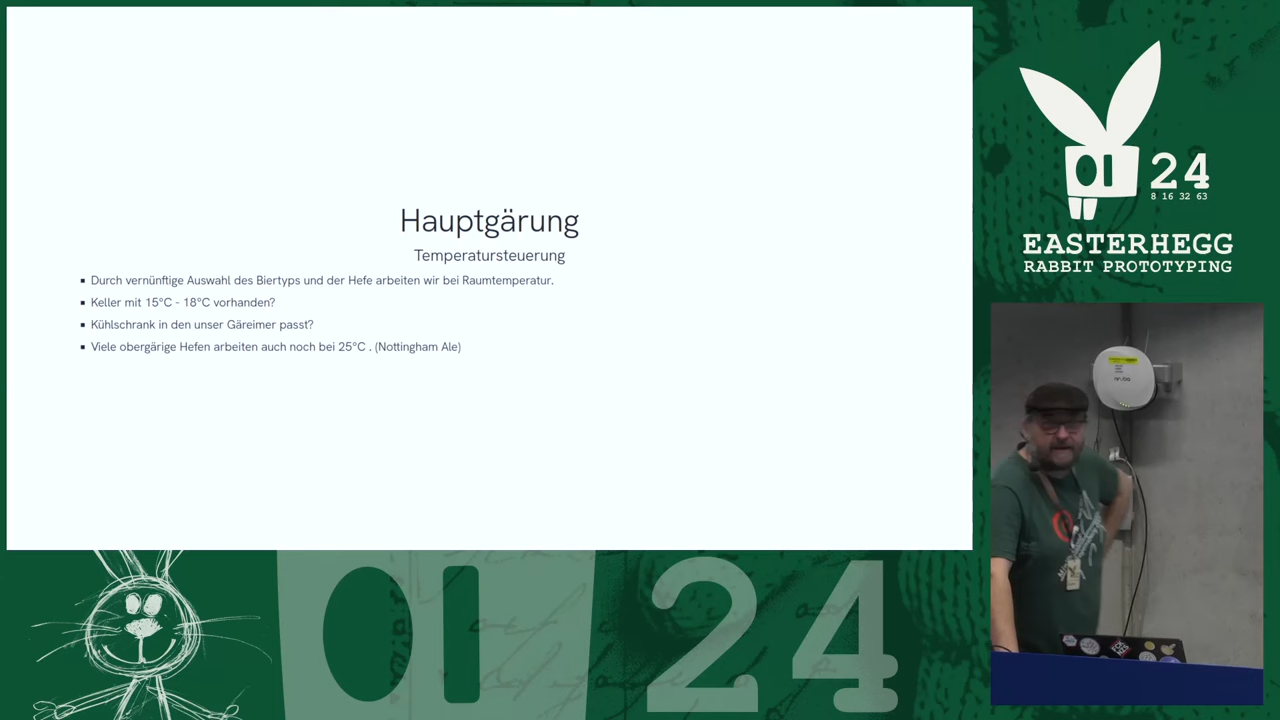 Hauptgärung
Temperatursteuerung
▪ Durch vernünftige Auswahl des Biertyps und der Hefe arbeiten wir bei Raumtemperatur.
▪ Keller mit 15°C - 18°C vorhanden?
▪ Kühlschrank in den unser Gäreimer passt?
▪ Viele obergärige Hefen arbeiten auch noch bei 25°C . (Nottingham Ale)
24
8 16 32 63
EASTERHEGG
RABBIT PROTOTYPING
24